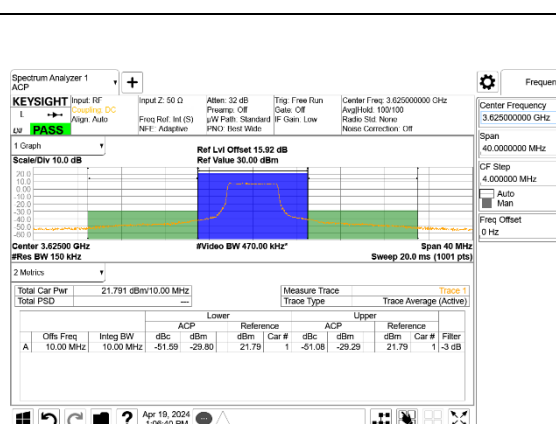 Spectrum Analyzer 1
ACP
Frequen
KEYSIGHT Input: RF Input Z: 50 Ω Atten: 32 dB Trig: Free Run Center Freq: 3.625000000 GHz
Coupling: DC Preamp: Off Gate: Off Avg|Hold: 100/100
Align: Auto Freq Ref: Int (S) µW Path: Standard IF Gain: Low Radio Std: None
NFE: Adaptive PNO: Best Wide Noise Correction: Off
PASS
Center Frequency
3.625000000 GHz
Span
40.0000000 MHz
CF Step
4.000000 MHz
Auto
Man
Freq Offset
0 Hz
1 Graph
Scale/Div 10.0 dB
Ref Lvl Offset 15.92 dB
Ref Value 30.00 dBm
20.0
10.0
0.00
-10.0
-20.0
-30.0
-40.0
-50.0
-60.0
Center 3.62500 GHz #Video BW 470.00 kHz* Span 40 MHz
#Res BW 150 kHz Sweep 20.0 ms (1001 pts)
2 Metrics
Total Car Pwr 21.791 dBm/10.00 MHz Measure Trace Trace 1
Total PSD --- Trace Type Trace Average (Active)
Lower Upper
ACP Reference ACP Reference
Offs Freq Integ BW dBc dBm dBm Car # dBc dBm dBm Car # Filter
A 10.00 MHz 10.00 MHz -51.59 -29.80 21.79 1 -51.08 -29.29 21.79 1 -3 dB
Apr 19, 2024
1:06:40 PM